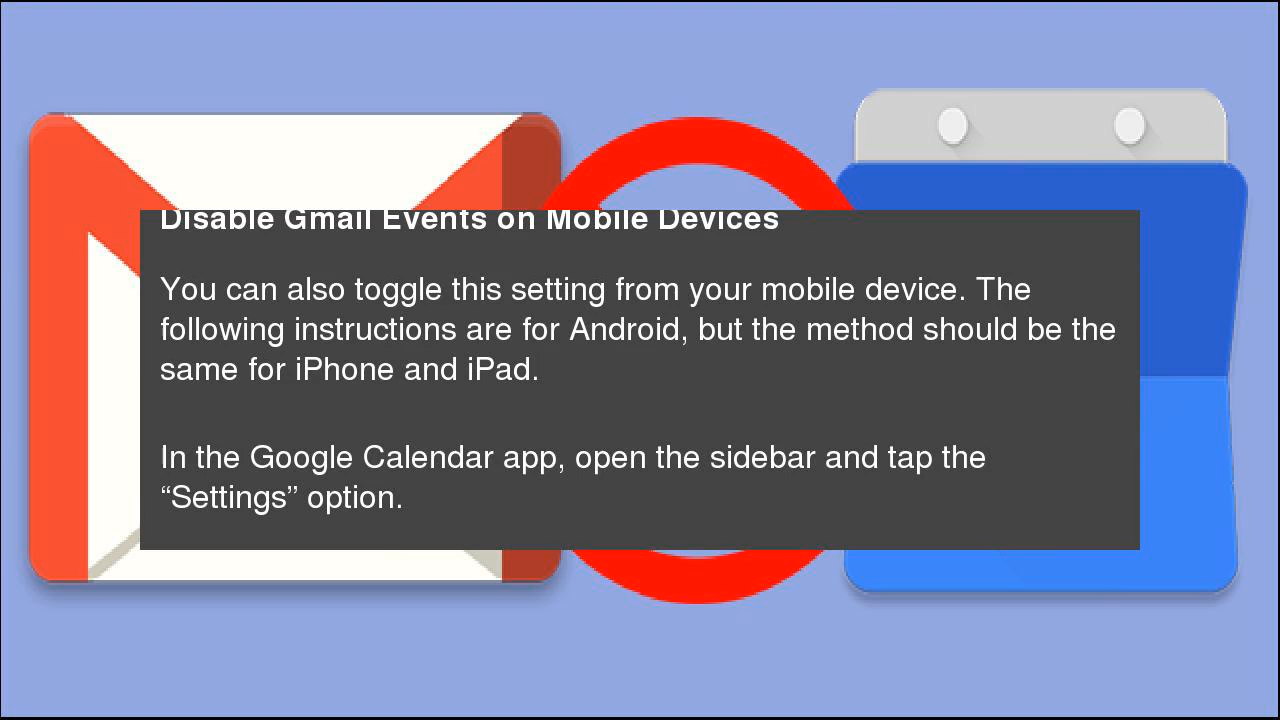 Disable Gmail Events on Mobile Devices
You can also toggle this setting from your mobile device. The
following instructions are for Android, but the method should be the
same for iPhone and iPad.
In the Google Calendar app, open the sidebar and tap the
“Settings” option.